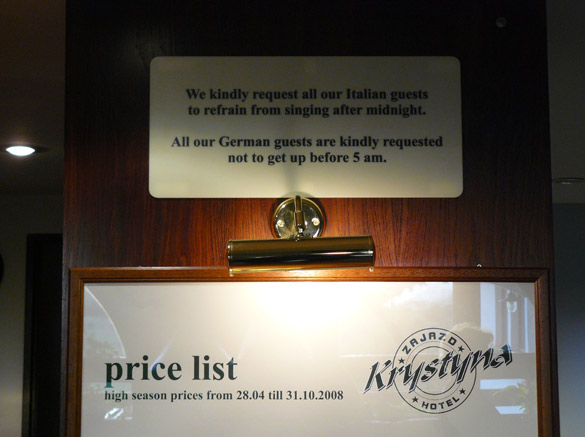 We kindly request all our Italian guests
to refrain from singing after midnight.
All our German guests are kindly requested
not to get up before 5 am.
price list
high season prices from 28.04 till 31.10.2008
ZAJAZD
Krystyna
HOTEL